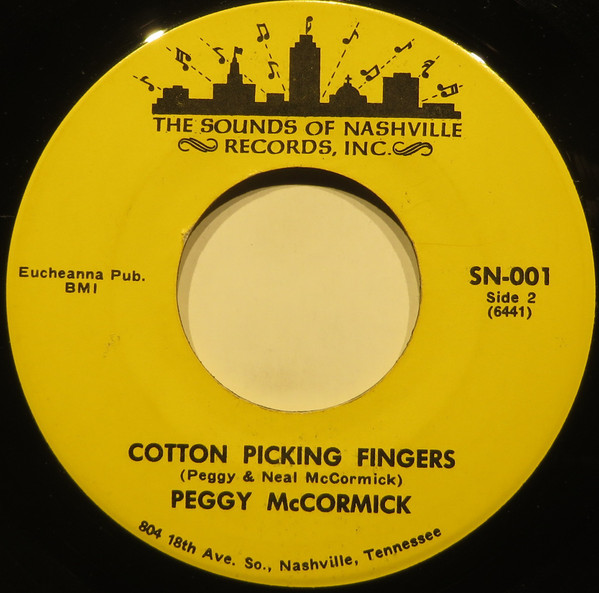 THE SOUNDS OF NASHVILLE
RECORDS, INC.
Eucheanna Pub.
BMI
SN-001
Side 2
(6441)
COTTON PICKING FINGERS
(Peggy & Neal McCormick)
PEGGY McCORMICK
804 18th Ave. So., Nashville, Tennessee